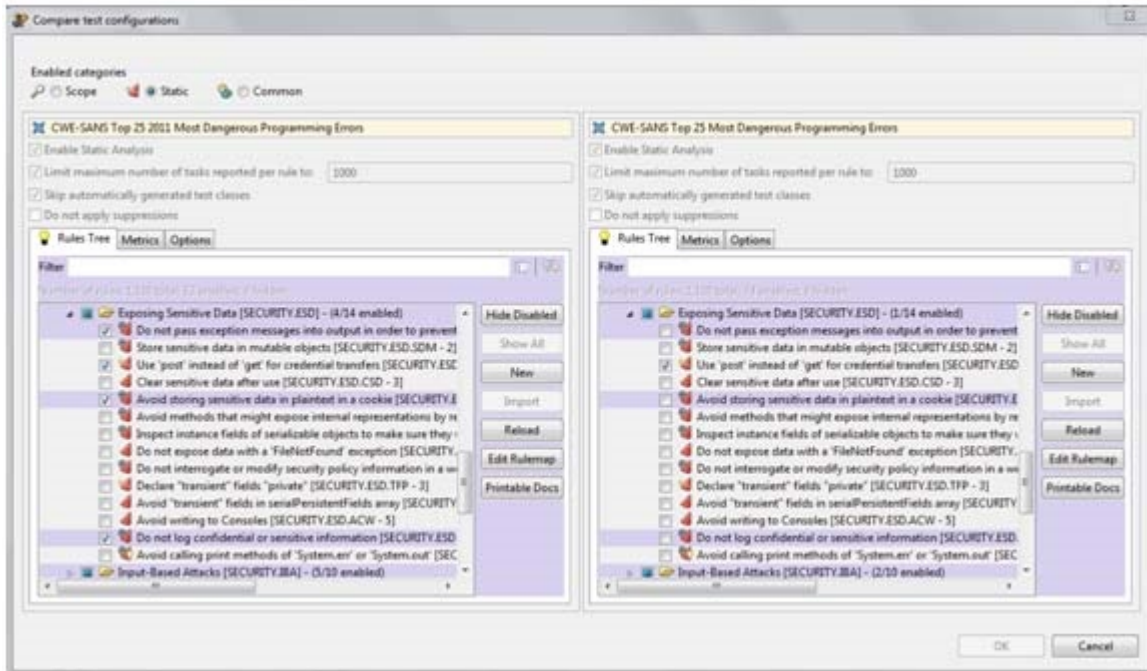 Compare test configurations
Enabled categories
Scope
Static
Common
CWE-SANS Top 25 2011 Most Dangerous Programming Errors
Enable Static Analysis
Limit maximum number of tasks reported per rule to: 1000
Skip automatically generated test classes
Do not apply suppressions
Rules Tree
Metrics
Options
Filter
Exposing Sensitive Data [SECURITY.ESD] - (4/14 enabled)
Do not pass exception messages into output in order to prevent
Store sensitive data in mutable objects [SECURITY.ESD.SDM - 2]
Use 'post' instead of 'get' for credential transfers [SECURITY.ESD
Clear sensitive data after use [SECURITY.ESD.CSD - 3]
Avoid storing sensitive data in plaintext in a cookie [SECURITY.E
Avoid methods that might expose internal representations by re
Inspect instance fields of serializable objects to make sure they
Do not expose data with a 'FileNotFound' exception [SECURITY.
Do not interrogate or modify security policy information in a we
Declare "transient" fields "private" [SECURITY.ESD.TFP - 3]
Avoid "transient" fields in serialPersistentFields array [SECURITY
Avoid writing to Consoles [SECURITY.ESD.ACW - 5]
Do not log confidential or sensitive information [SECURITY.ESD
Avoid calling print methods of 'System.err' or 'System.out' [SEC
Input-Based Attacks [SECURITY.IBA] - (5/10 enabled)
Hide Disabled
Show All
New
Import
Reload
Edit Rulemap
Printable Docs
CWE-SANS Top 25 Most Dangerous Programming Errors
Enable Static Analysis
Limit maximum number of tasks reported per rule to: 1000
Skip automatically generated test classes
Do not apply suppressions
Rules Tree
Metrics
Options
Filter
Exposing Sensitive Data [SECURITY.ESD] - (1/14 enabled)
Do not pass exception messages into output in order to prevent
Store sensitive data in mutable objects [SECURITY.ESD.SDM - 2]
Use 'post' instead of 'get' for credential transfers [SECURITY.ESD
Clear sensitive data after use [SECURITY.ESD.CSD - 3]
Avoid storing sensitive data in plaintext in a cookie [SECURITY.E
Avoid methods that might expose internal representations by re
Inspect instance fields of serializable objects to make sure they
Do not expose data with a 'FileNotFound' exception [SECURITY.
Do not interrogate or modify security policy information in a we
Declare "transient" fields "private" [SECURITY.ESD.TFP - 3]
Avoid "transient" fields in serialPersistentFields array [SECURITY
Avoid writing to Consoles [SECURITY.ESD.ACW - 5]
Do not log confidential or sensitive information [SECURITY.ESD.
Avoid calling print methods of 'System.err' or 'System.out' [SEC
Input-Based Attacks [SECURITY.IBA] - (2/10 enabled)
Hide Disabled
Show All
New
Import
Reload
Edit Rulemap
Printable Docs
OK
Cancel